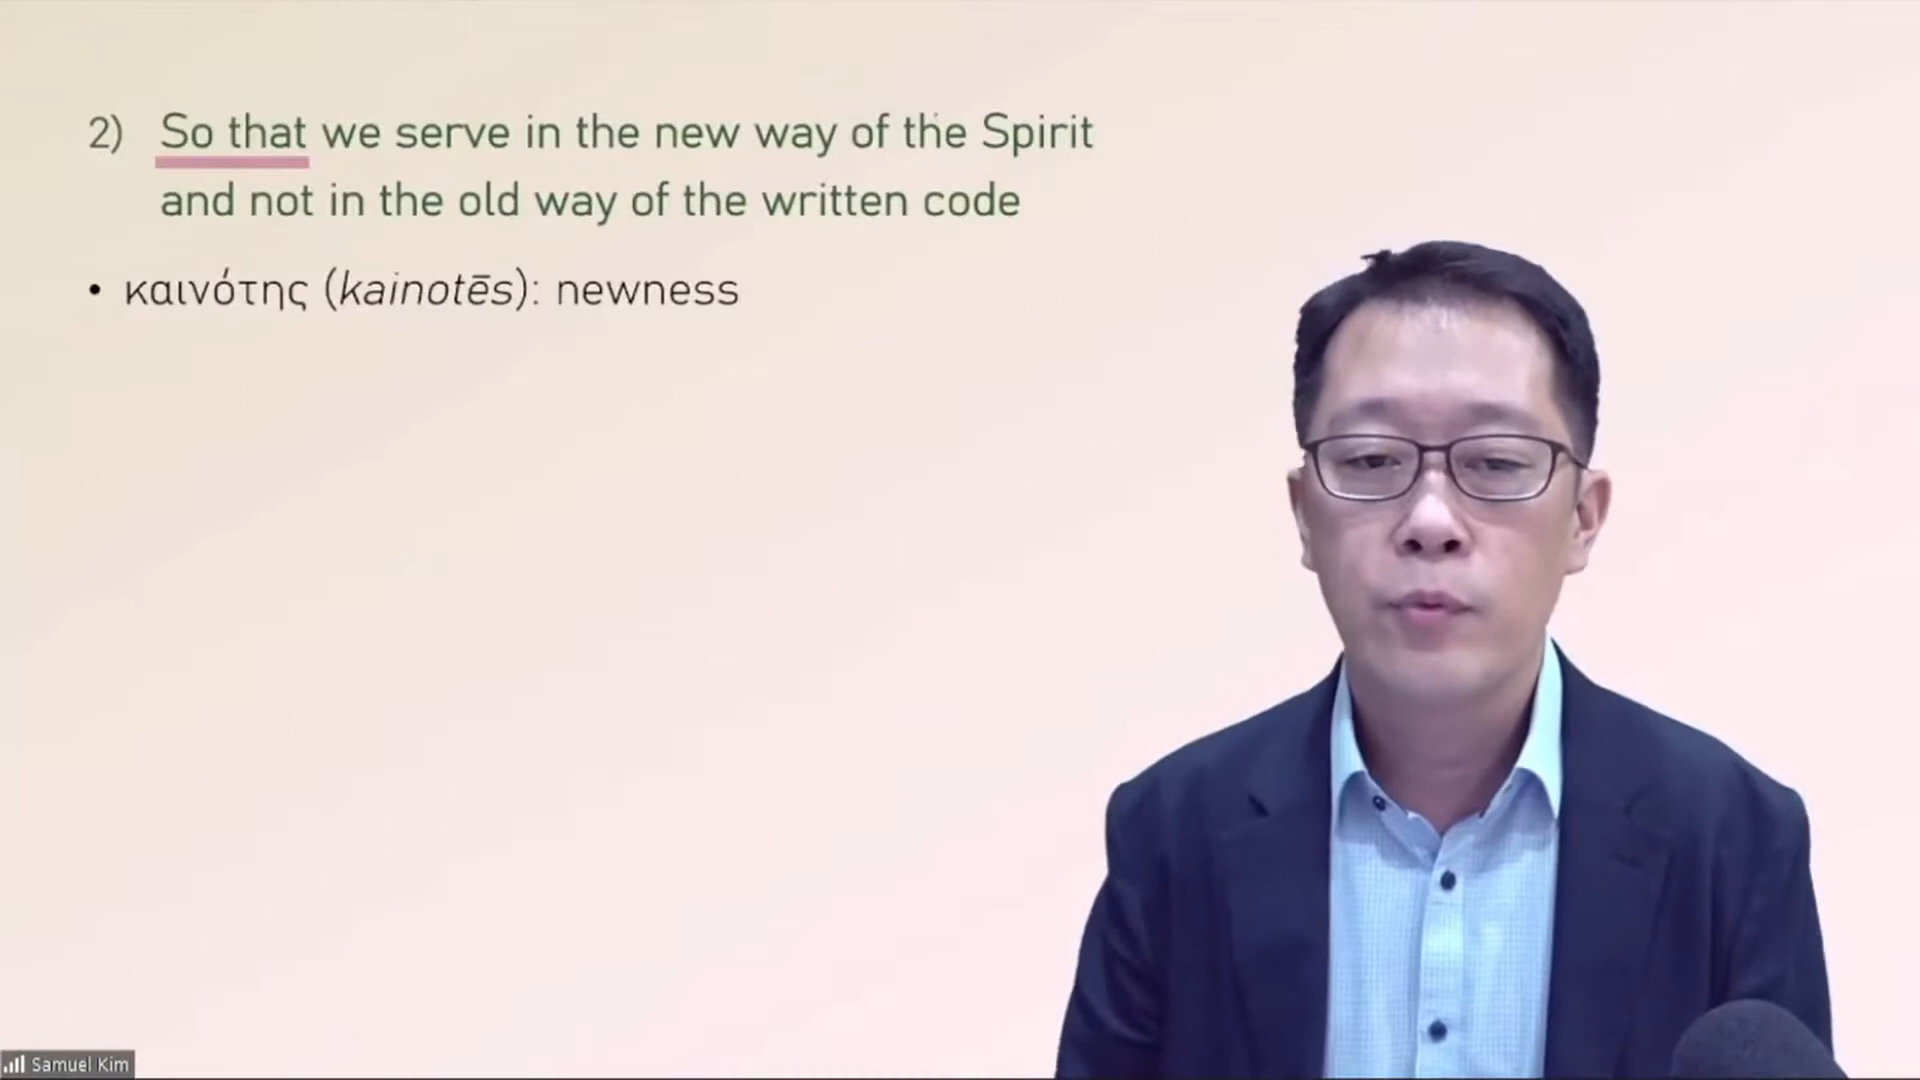 2) So that we serve in the new way of the Spirit
and not in the old way of the written code
• καινότης (kainotēs): newness
Samuel Kim